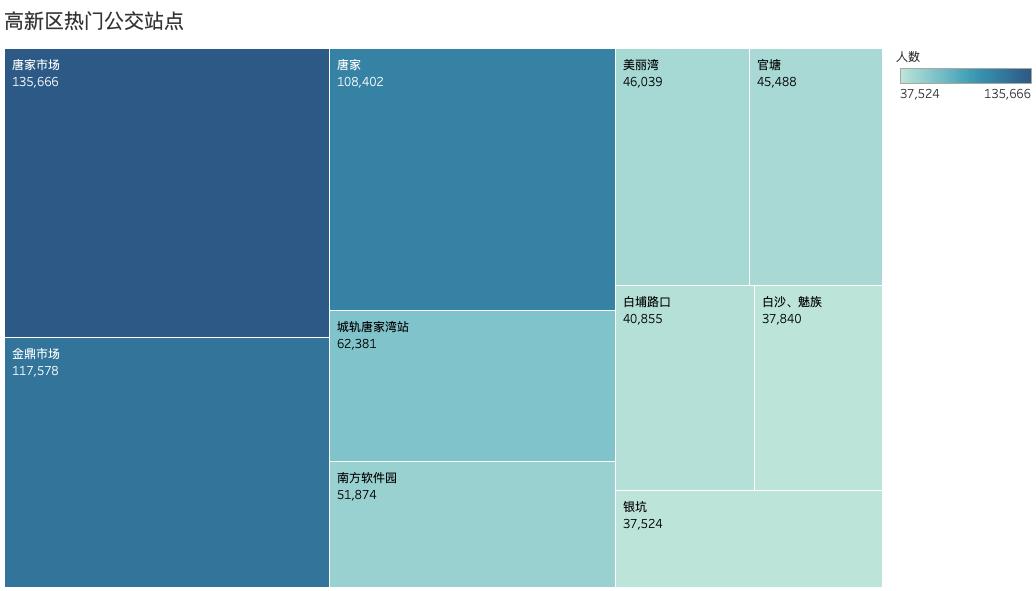 高新区热门公交站点
唐家市场
135,666
金鼎市场
117,578
唐家
108,402
城轨唐家湾站
62,381
南方软件园
51,874
美丽湾
46,039
官塘
45,488
白埔路口
40,855
白沙、魅族
37,840
银坑
37,524
人数
37,524 135,666